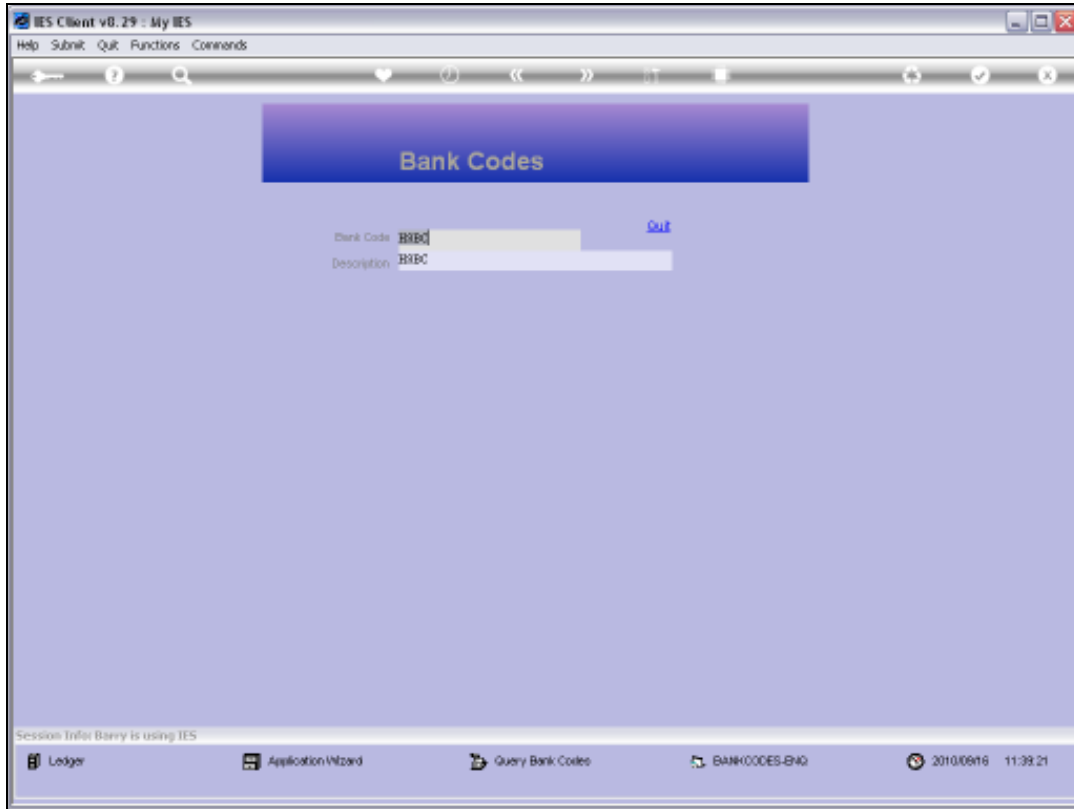 IES Client v8.29 : My IES
Help Submit Quit Functions Commands
Bank Codes
Quit
Bank Code HSBC
Description HSBC
Session Info: Barry is using IES
Ledger Application Wizard Query Bank Codes BANKCODES-ENQ 2010/09/16 11:39:21